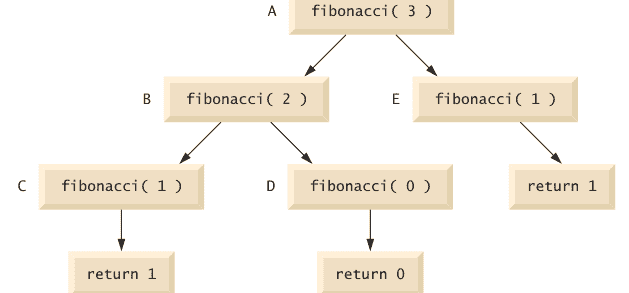 A fibonacci( 3 )
B fibonacci( 2 )
E fibonacci( 1 )
C fibonacci( 1 )
D fibonacci( 0 )
return 1
return 1
return 0